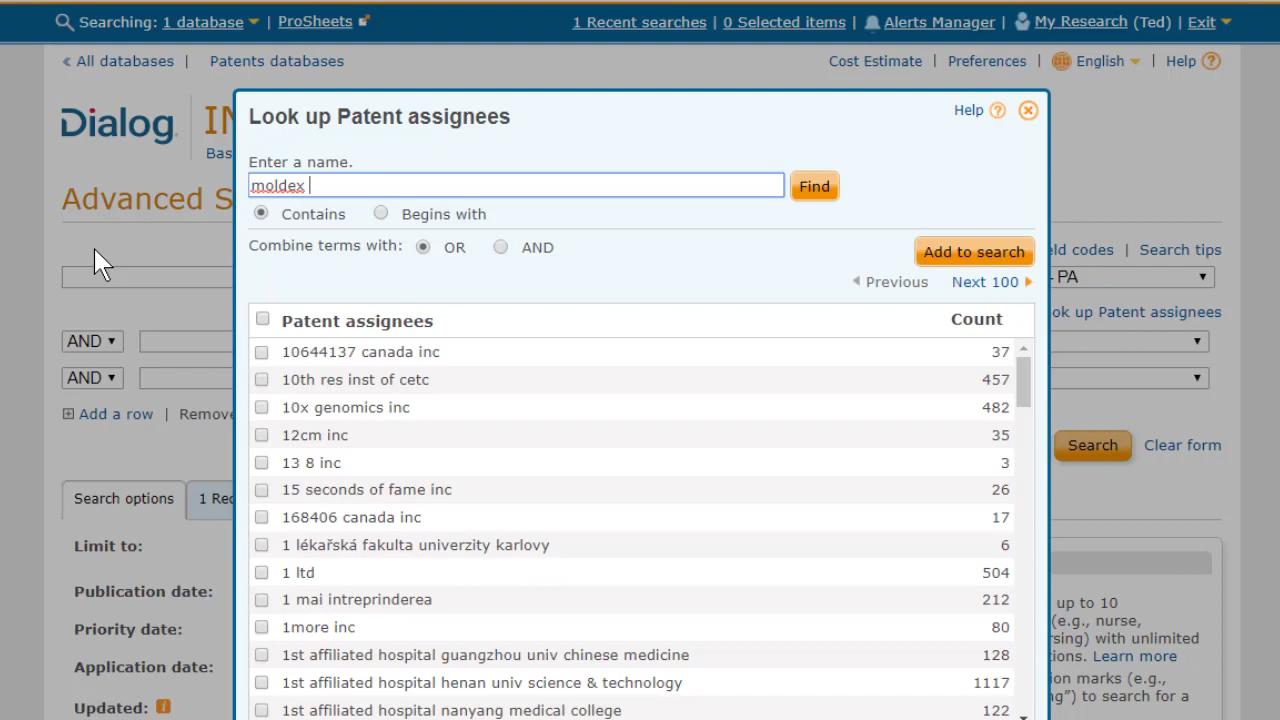 Searching: 1 database | ProSheets
1 Recent searches | 0 Selected items | Alerts Manager | My Research (Ted) | Exit
All databases | Patents databases
Cost Estimate | Preferences | English | Help ?
Dialog
IN
Bas
Advanced S
Look up Patent assignees
Help ?
Enter a name.
moldex
Find
Contains Begins with
Combine terms with: OR AND
Add to search
Previous Next 100
ld codes | Search tips
- PA
ok up Patent assignees
AND
AND
Add a row | Remove
Search Clear form
Patent assignees Count
10644137 canada inc 37
10th res inst of cetc 457
10x genomics inc 482
12cm inc 35
13 8 inc 3
15 seconds of fame inc 26
168406 canada inc 17
1 lékařská fakulta univerzity karlovy 6
1 ltd 504
1 mai intreprinderea 212
1more inc 80
1st affiliated hospital guangzhou univ chinese medicine 128
1st affiliated hospital henan univ science & technology 1117
1st affiliated hospital nanyang medical college 122
Search options
1 Rec
Limit to:
Publication date:
Priority date:
Application date:
Updated: i
up to 10
(e.g., nurse,
sing) with unlimited
ons. Learn more
ion marks (e.g.,
ng") to search for a